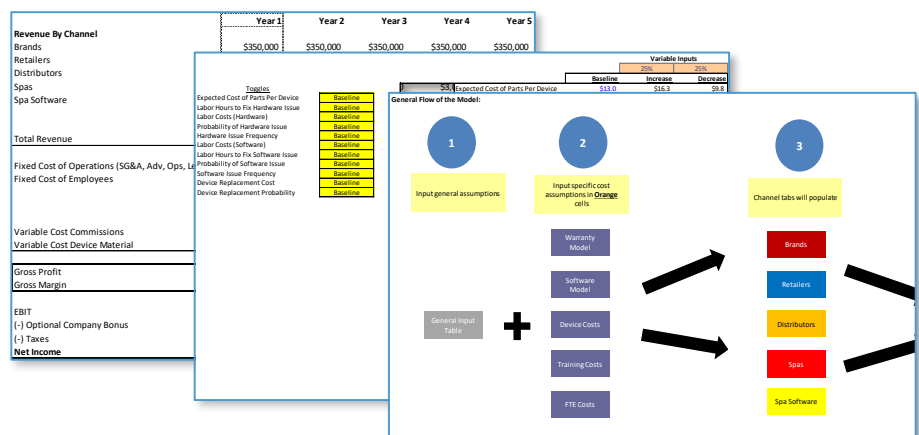 Year 1 Year 2 Year 3 Year 4 Year 5
Revenue By Channel
Brands $350,000 $350,000 $350,000 $350,000 $350,000
Retailers
Distributors
Spas
Spa Software
Total Revenue
Fixed Cost of Operations (SG&A, Adv, Ops, Le
Fixed Cost of Employees
Variable Cost Commissions
Variable Cost Device Material
Gross Profit
Gross Margin
EBIT
(-) Optional Company Bonus
(-) Taxes
Net Income
Variable Inputs
25% 25%
Baseline Increase Decrease
Expected Cost of Parts Per Device $13.0 $16.3 $9.8
Toggles
Expected Cost of Parts Per Device Baseline
Labor Hours to Fix Hardware Issue Baseline
Labor Costs (Hardware) Baseline
Probability of Hardware Issue Baseline
Hardware Issue Frequency Baseline
Labor Costs (Software) Baseline
Labor Hours to Fix Software Issue Baseline
Probability of Software Issue Baseline
Software Issue Frequency Baseline
Device Replacement Cost Baseline
Device Replacement Probability Baseline
General Flow of the Model:
1 2 3
Input general assumptions
Input specific cost
assumptions in Orange
cells
Channel tabs will populate
Warranty
Model
Software
Model
General Input
Table
Device Costs
Training Costs
FTE Costs
Brands
Retailers
Distributors
Spas
Spa Software